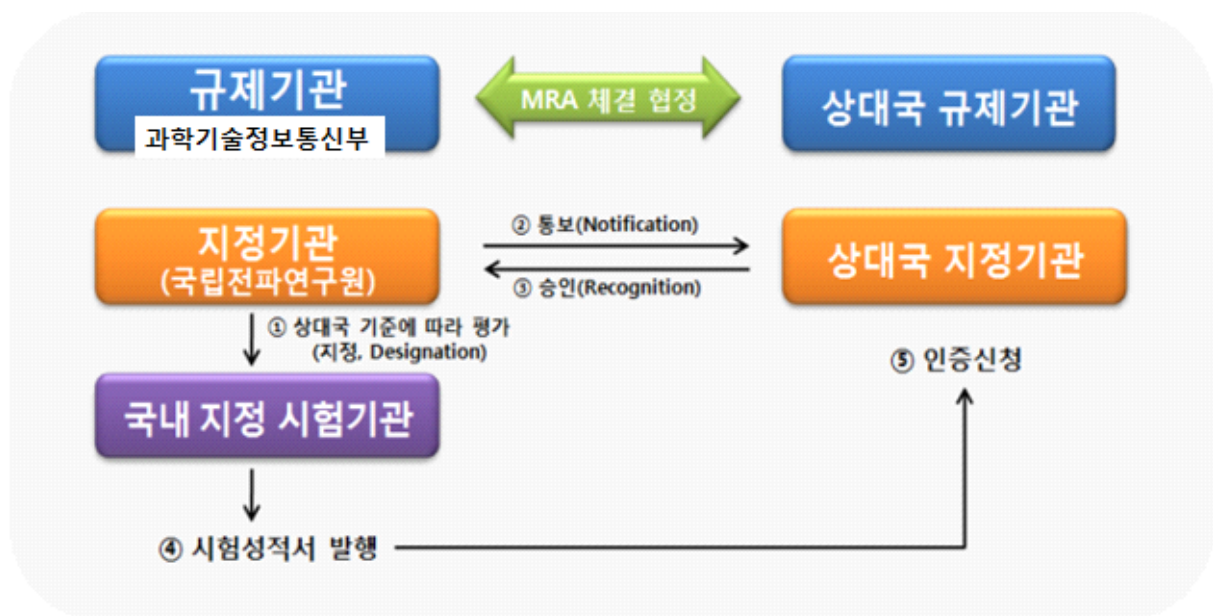 규제기관
과학기술정보통신부
MRA 체결 협정
상대국 규제기관
지정기관
(국립전파연구원)
② 통보(Notification)
③ 승인(Recognition)
상대국 지정기관
① 상대국 기준에 따라 평가
(지정, Designation)
국내 지정 시험기관
⑤ 인증신청
④ 시험성적서 발행